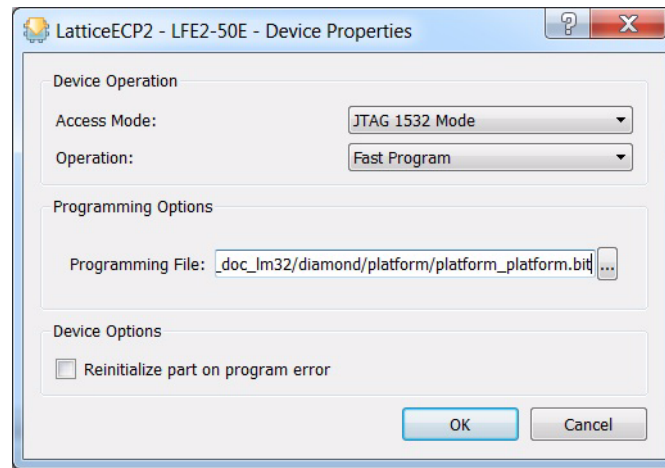 LatticeECP2 - LFE2-50E - Device Properties
Device Operation
Access Mode: JTAG 1532 Mode
Operation: Fast Program
Programming Options
Programming File: _doc_lm32/diamond/platform/platform_platform.bit ...
Device Options
Reinitialize part on program error
OK Cancel